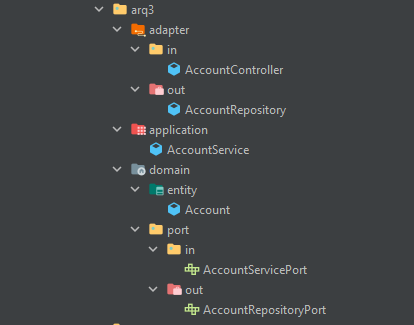 arq3
adapter
in
AccountController
out
AccountRepository
application
AccountService
domain
entity
Account
port
in
AccountServicePort
out
AccountRepositoryPort